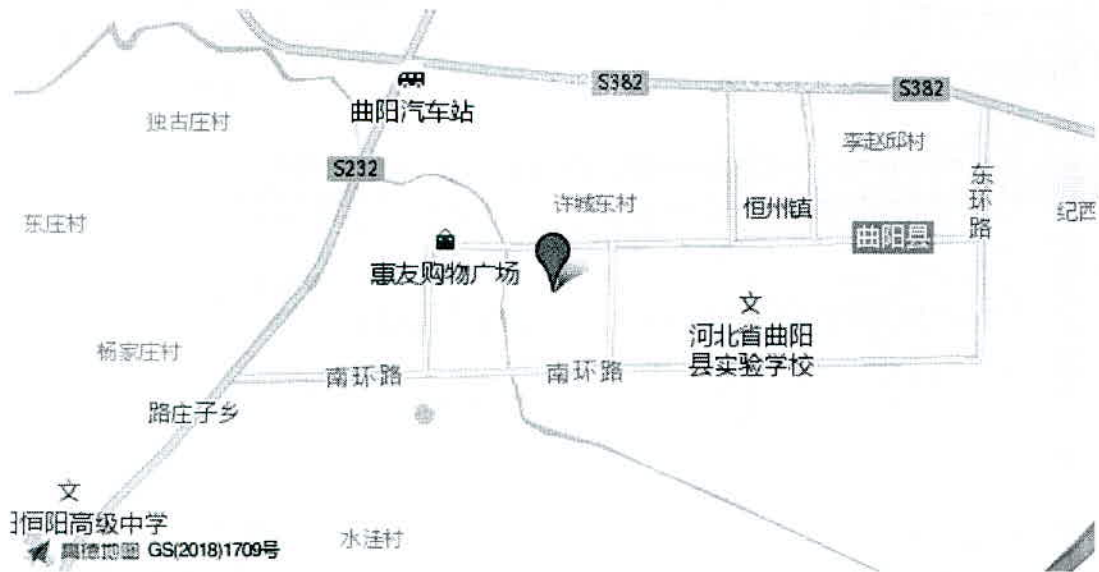 S382
S382
曲阳汽车站
独古庄村
李赵邱村
S232
东环路
许城东村
恒州镇
东庄村
纪西
曲阳县
惠友购物广场
文
河北省曲阳
县实验学校
杨家庄村
南环路
南环路
路庄子乡
文
阳恒阳高级中学
水洼村
高德地图 GS(2018)1709号